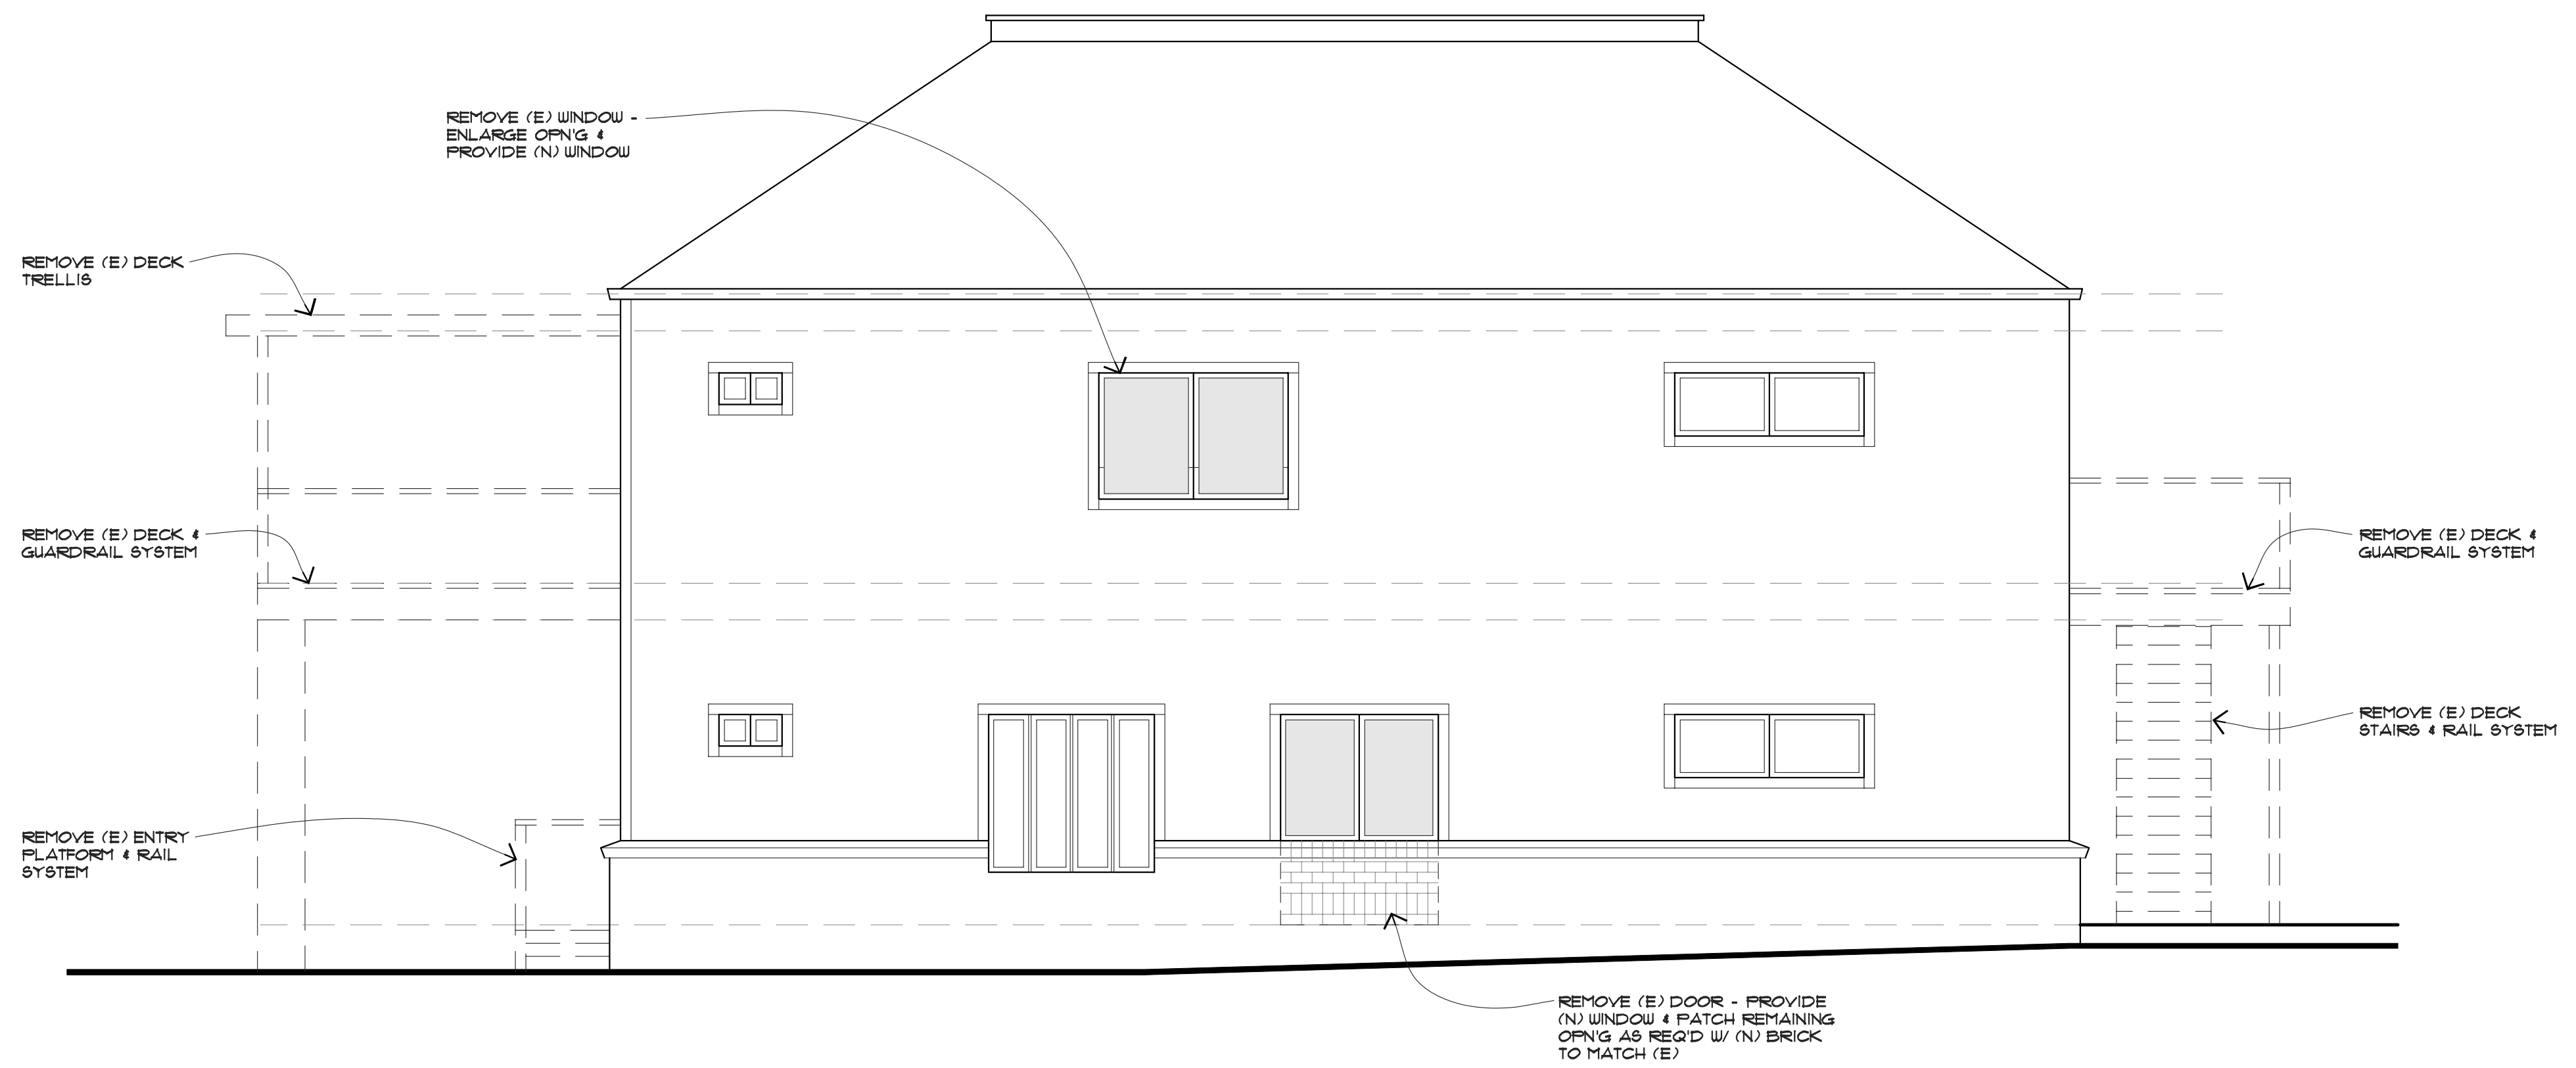 REMOVE (E) WINDOW -
ENLARGE OPN'G &
PROVIDE (N) WINDOW
REMOVE (E) DECK
TRELLIS
REMOVE (E) DECK &
GUARDRAIL SYSTEM
REMOVE (E) DECK &
GUARDRAIL SYSTEM
REMOVE (E) DECK
STAIRS & RAIL SYSTEM
REMOVE (E) ENTRY
PLATFORM & RAIL
SYSTEM
REMOVE (E) DOOR - PROVIDE
(N) WINDOW & PATCH REMAINING
OPN'G AS REQ'D W/ (N) BRICK
TO MATCH (E)